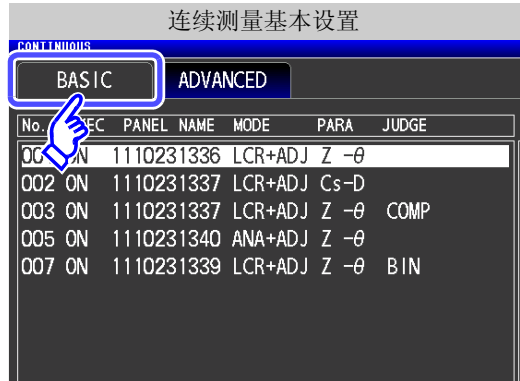 连续测量基本设置
CONTINUOUS
BASIC ADVANCED
No. EC PANEL NAME MODE PARA JUDGE
00 ON 1110231336 LCR+ADJ Z -θ
002 ON 1110231337 LCR+ADJ Cs-D
003 ON 1110231337 LCR+ADJ Z -θ COMP
005 ON 1110231340 ANA+ADJ Z -θ
007 ON 1110231339 LCR+ADJ Z -θ BIN